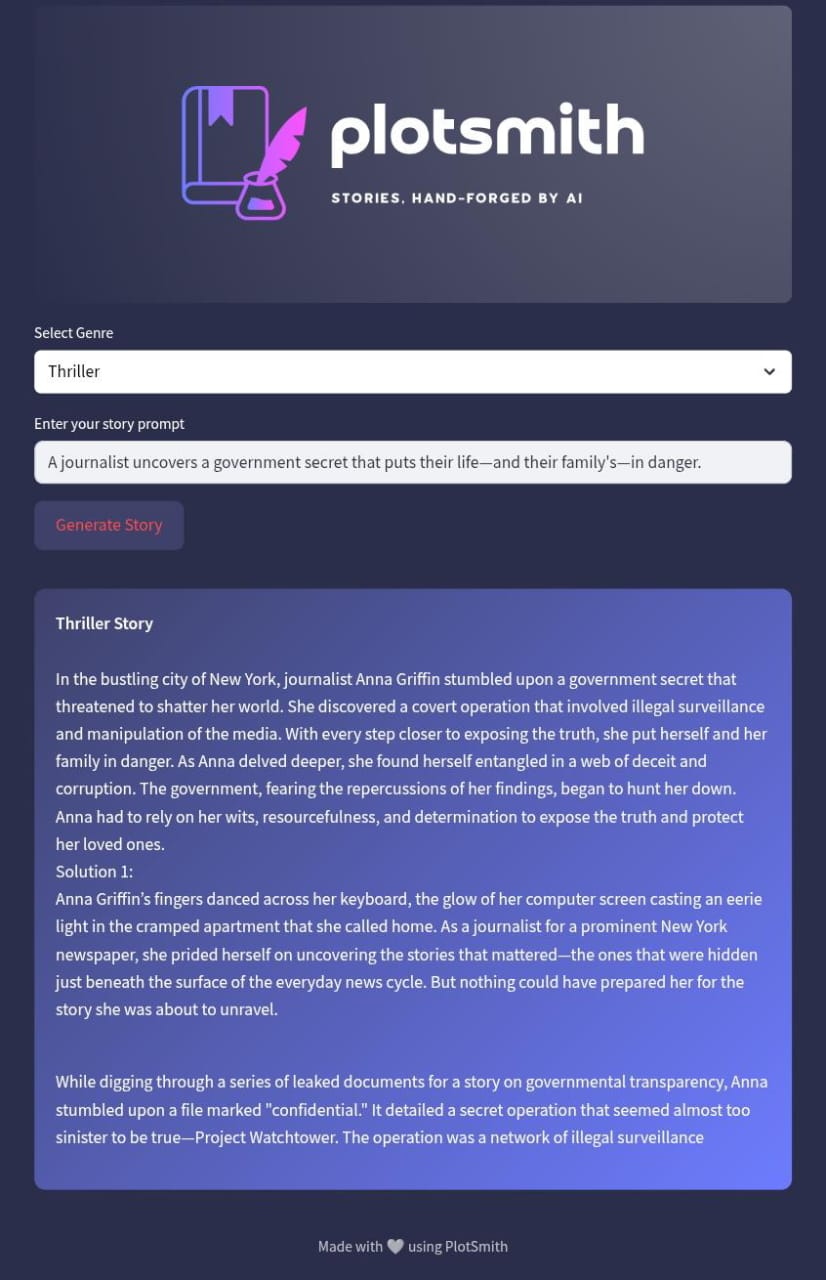 plotsmith
STORIES, HAND-FORGED BY AI
Select Genre
Thriller
Enter your story prompt
A journalist uncovers a government secret that puts their life—and their family's—in danger.
Generate Story
Thriller Story
In the bustling city of New York, journalist Anna Griffin stumbled upon a government secret that
threatened to shatter her world. She discovered a covert operation that involved illegal surveillance
and manipulation of the media. With every step closer to exposing the truth, she put herself and her
family in danger. As Anna delved deeper, she found herself entangled in a web of deceit and
corruption. The government, fearing the repercussions of her findings, began to hunt her down.
Anna had to rely on her wits, resourcefulness, and determination to expose the truth and protect
her loved ones.
Solution 1:
Anna Griffin’s fingers danced across her keyboard, the glow of her computer screen casting an eerie
light in the cramped apartment that she called home. As a journalist for a prominent New York
newspaper, she prided herself on uncovering the stories that mattered—the ones that were hidden
just beneath the surface of the everyday news cycle. But nothing could have prepared her for the
story she was about to unravel.
While digging through a series of leaked documents for a story on governmental transparency, Anna
stumbled upon a file marked "confidential." It detailed a secret operation that seemed almost too
sinister to be true—Project Watchtower. The operation was a network of illegal surveillance
Made with 🤍 using PlotSmith